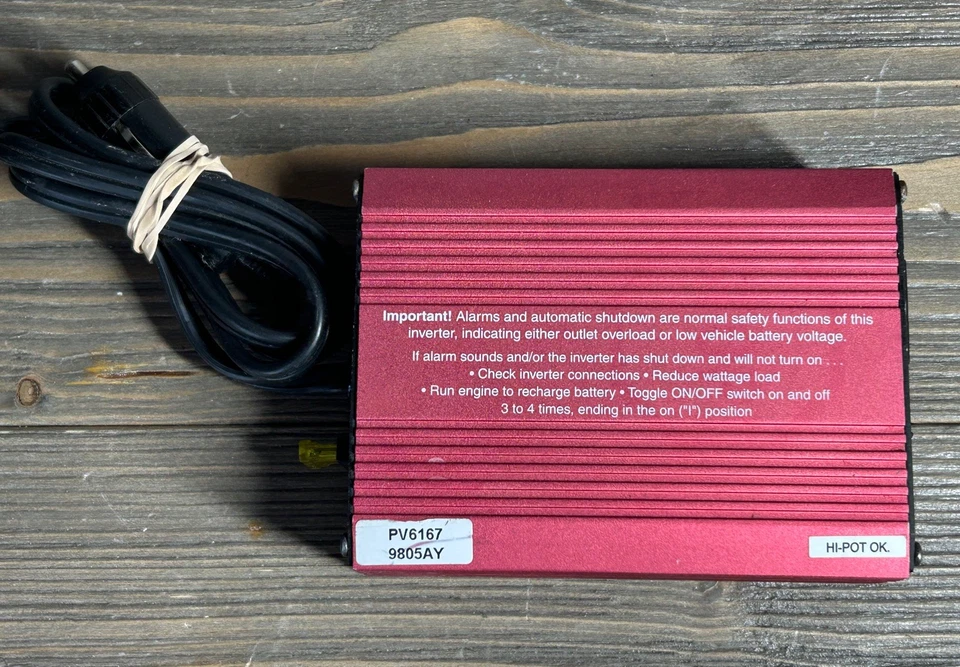 Important! Alarms and automatic shutdown are normal safety functions of this
inverter, indicating either outlet overload or low vehicle battery voltage.
If alarm sounds and/or the inverter has shut down and will not turn on . . .
• Check inverter connections • Reduce wattage load
• Run engine to recharge battery • Toggle ON/OFF switch on and off
3 to 4 times, ending in the on ("I") position
PV6167
9805AY
HI-POT OK.